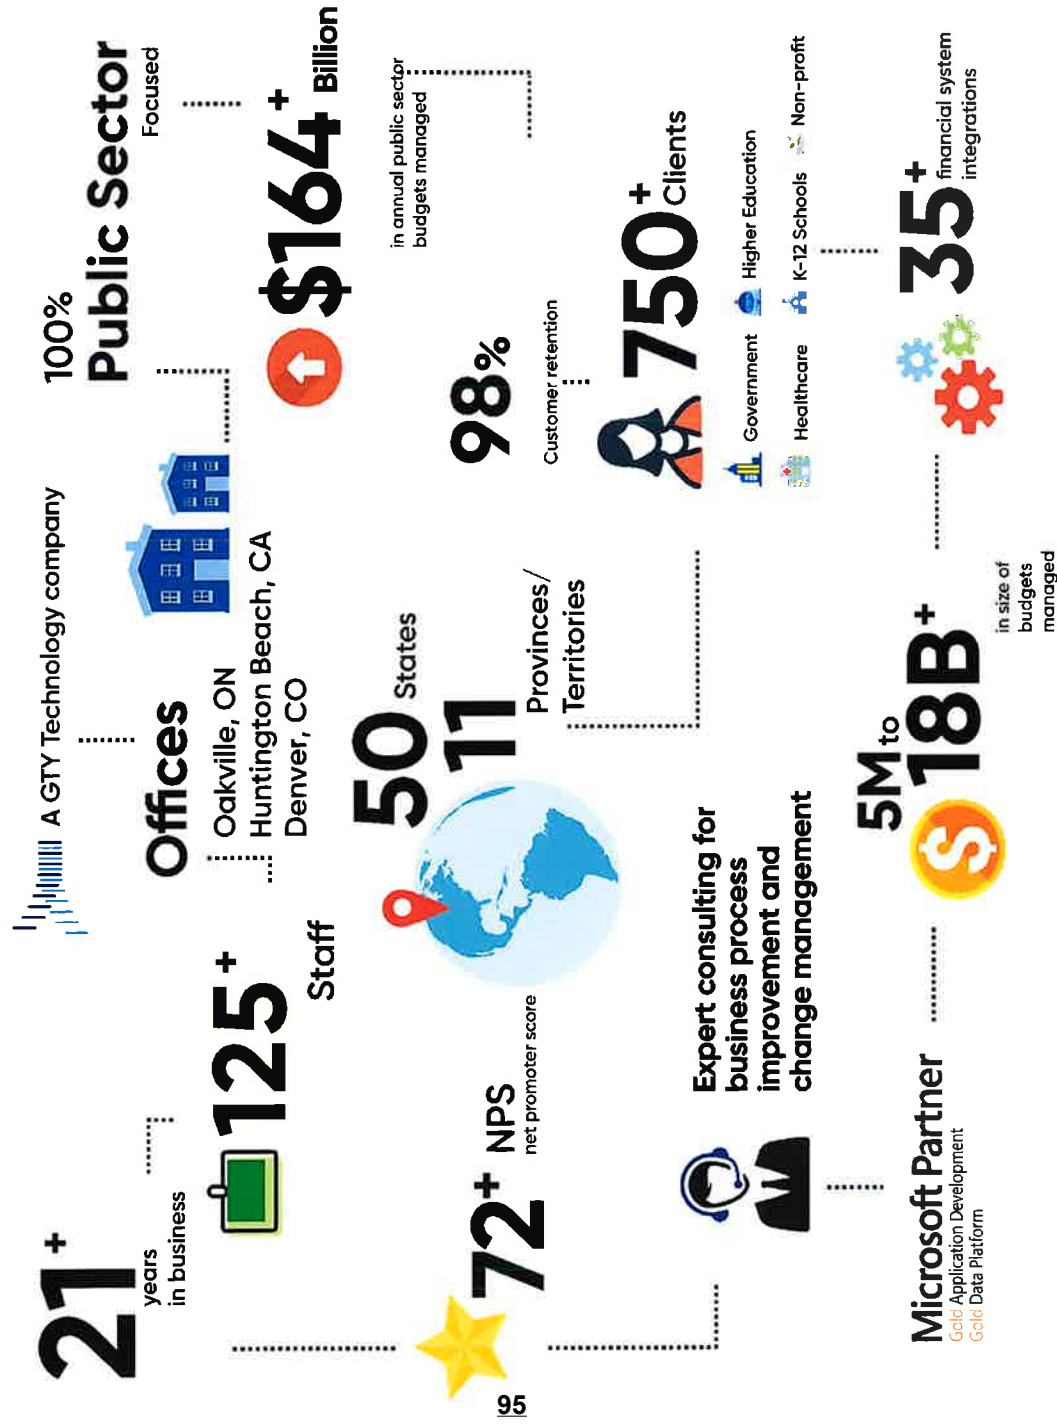 21+
years
in business
125+
Staff
A GTY Technology company
Offices
Oakville, ON
Huntington Beach, CA
Denver, CO
100%
Public Sector
Focused
$164+ Billion
in annual public sector
budgets managed
72+ NPS
net promoter score
50 States
11
Provinces/
Territories
98%
Customer retention
750+ Clients
Government
Higher Education
Healthcare
K-12 Schools
Non-profit
Expert consulting for
business process
improvement and
change management
Microsoft Partner
Gold Application Development
Gold Data Platform
5M to
18B+
in size of
budgets
managed
35+
financial system
integrations
95